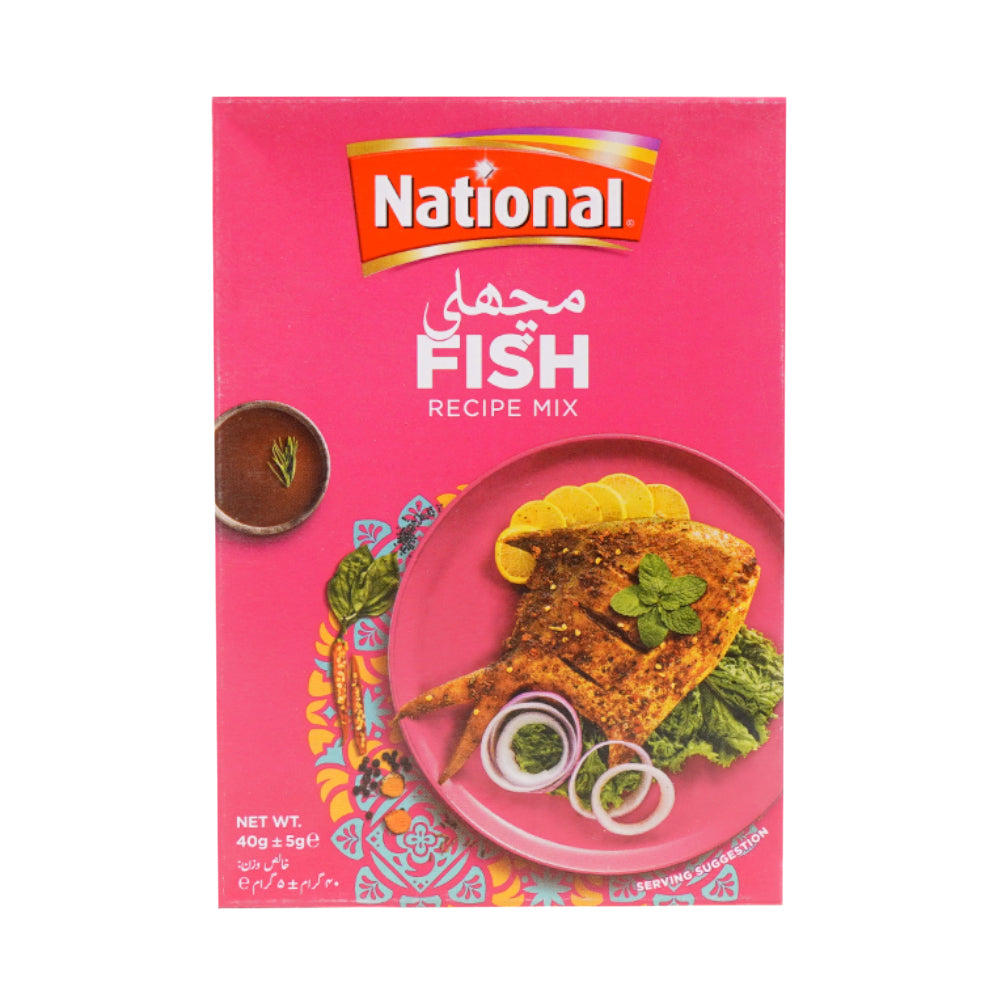 National®
مچھلی
FISH
RECIPE MIX
NET WT.
40g ± 5g℮
خالص وزن:
۴۰ گرام ± ۵ گرام ℮
SERVING SUGGESTION